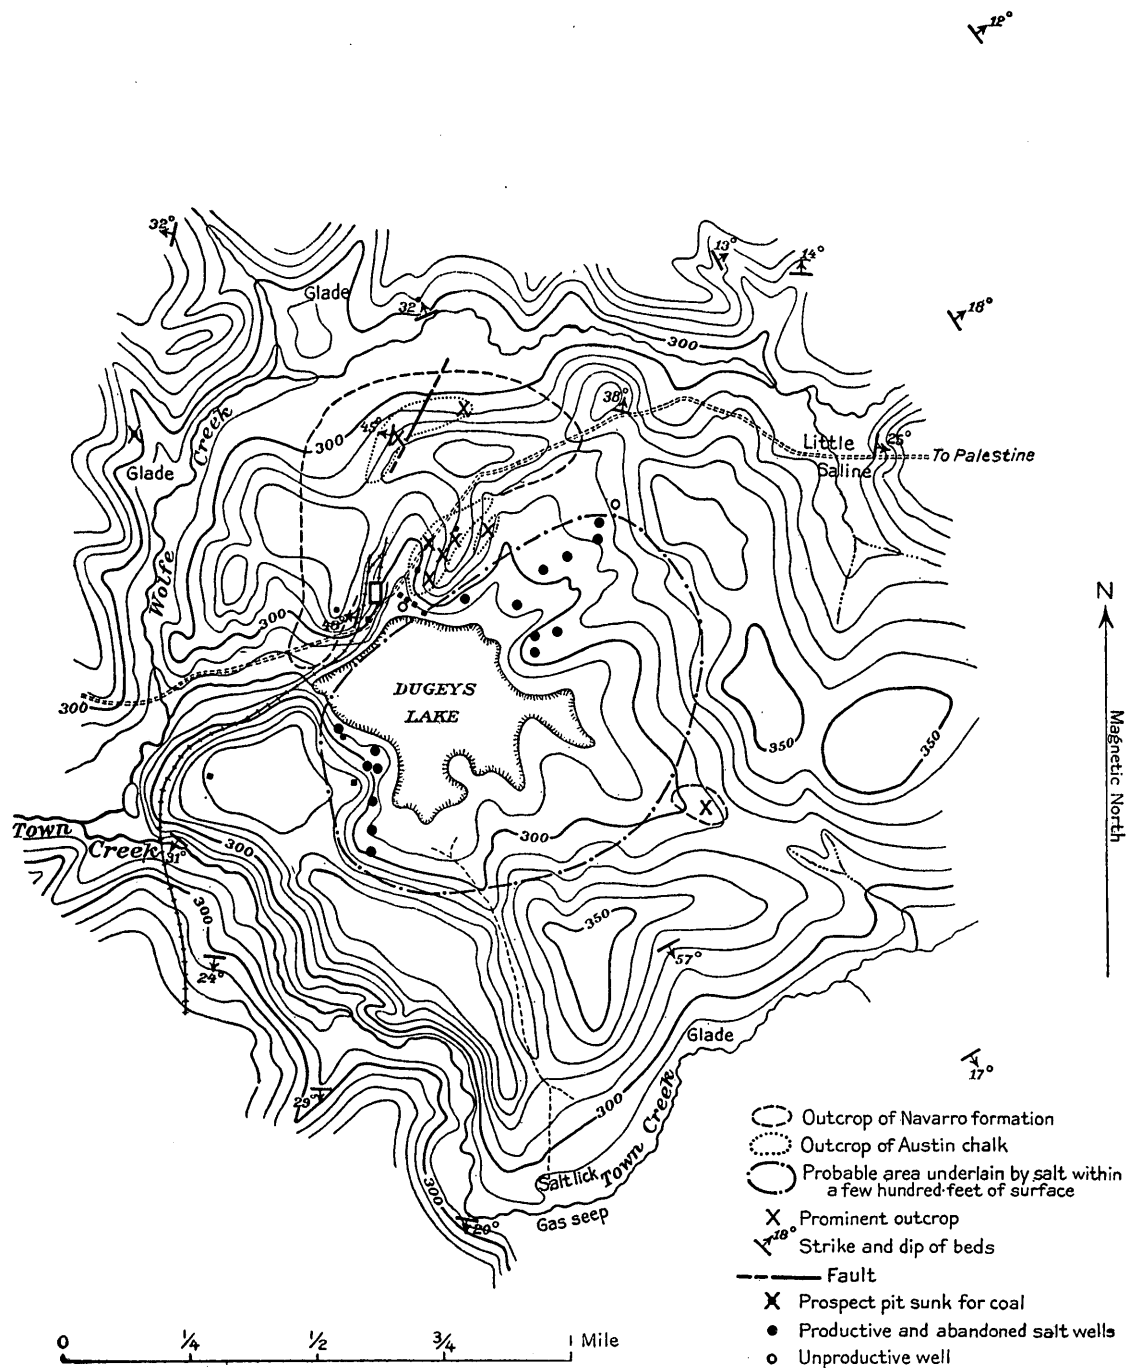 12°
32°
13°
14°
Glade
32
18°
300
38°
45°
300
Creek
Little
Saline
25°
To Palestine
Glade
Wolfe
N
300
300
DUGEYS
LAKE
350
350
Magnetic North
Town
Creek
31°
300
300
300
350
57°
24°
Glade
17°
29°
300
Town Creek
Salt lick
Gas seep
300
20°
Outcrop of Navarro formation
Outcrop of Austin chalk
Probable area underlain by salt within
a few hundred feet of surface
Prominent outcrop
18° Strike and dip of beds
Fault
Prospect pit sunk for coal
Productive and abandoned salt wells
Unproductive well
0 1/4 1/2 3/4 1 Mile